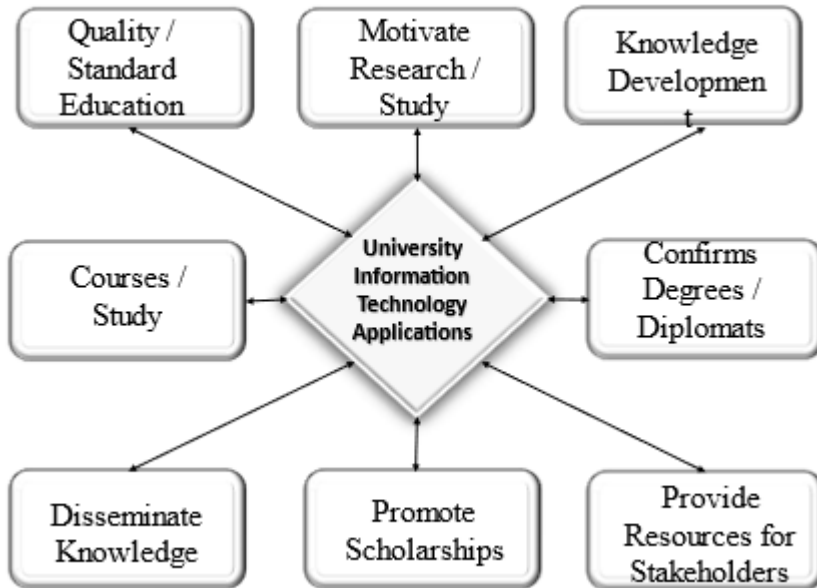 Quality /
Standard
Education
Motivate
Research /
Study
Knowledge
Developmen
t
Courses /
Study
University
Information
Technology
Applications
Confirms
Degrees /
Diplomats
Disseminate
Knowledge
Promote
Scholarships
Provide
Resources for
Stakeholders